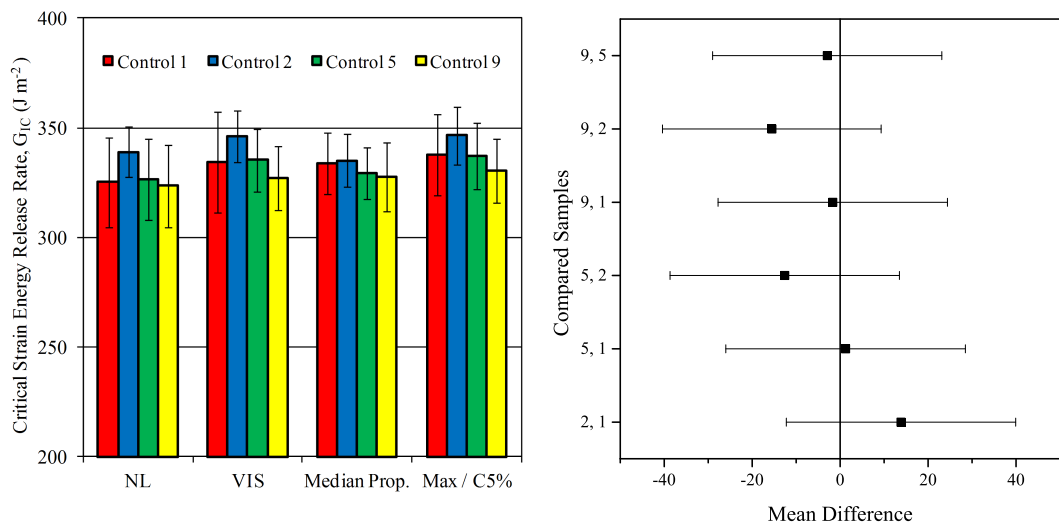 400
350
300
250
200
Critical Strain Energy Release Rate, G_IC (J m⁻²)
Control 1 Control 2 Control 5 Control 9
NL VIS Median Prop. Max / C5%
Compared Samples
9, 5
9, 2
9, 1
5, 2
5, 1
2, 1
-40 -20 0 20 40
Mean Difference